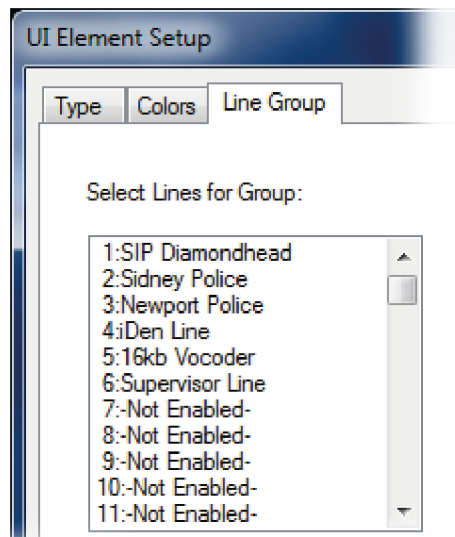 UI Element Setup
Type Colors Line Group
Select Lines for Group:
1:SIP Diamondhead
2:Sidney Police
3:Newport Police
4:iDen Line
5:16kb Vocoder
6:Supervisor Line
7:-Not Enabled-
8:-Not Enabled-
9:-Not Enabled-
10:-Not Enabled-
11:-Not Enabled-